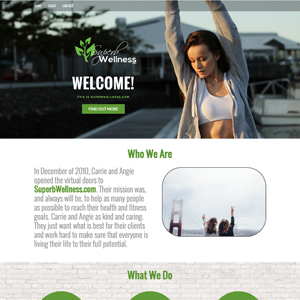 HOME ABOUT CONTACT
Superb
Wellness
WELCOME!
THIS IS SUPERBWELLNESS.COM
FIND OUT HERE
Who We Are
In December of 2010, Carrie and Angie
opened the virtual doors to
SuperbWellness.com. Their mission was,
and always will be, to help as many people
as possible to reach their health and fitness
goals. Carrie and Angie as kind and caring.
They just want what is best for their clients
and work hard to make sure that everyone is
living their life to their full potential.
What We Do